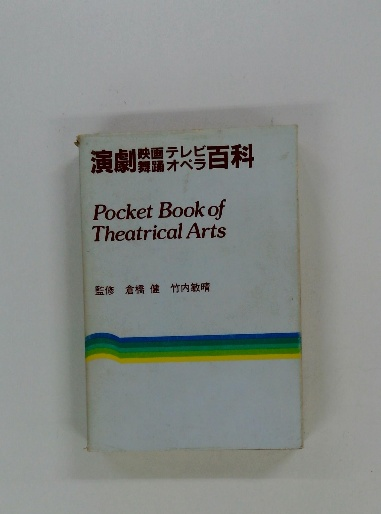 演劇映画舞踊テレビオペラ百科
Pocket Book of
Theatrical Arts
監修 倉橋 健 竹内敏晴